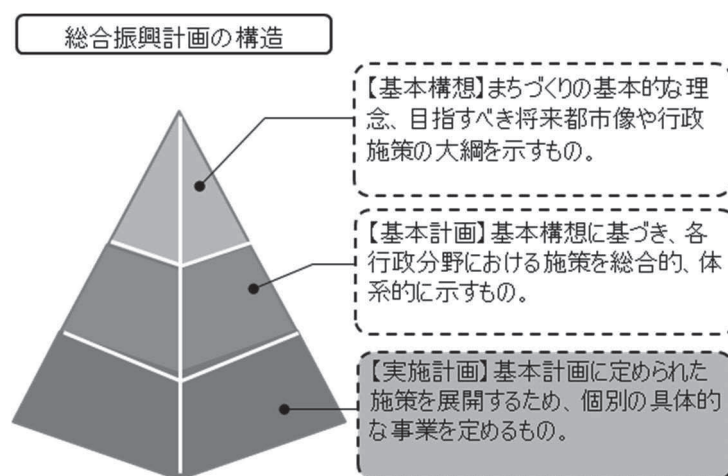 総合振興計画の構造
【基本構想】まちづくりの基本的な理
念、目指すべき将来都市像や行政
施策の大綱を示すもの。
【基本計画】基本構想に基づき、各
行政分野における施策を総合的、体
系的に示すもの。
【実施計画】基本計画に定められた
施策を展開するため、個別の具体的
な事業を定めるもの。